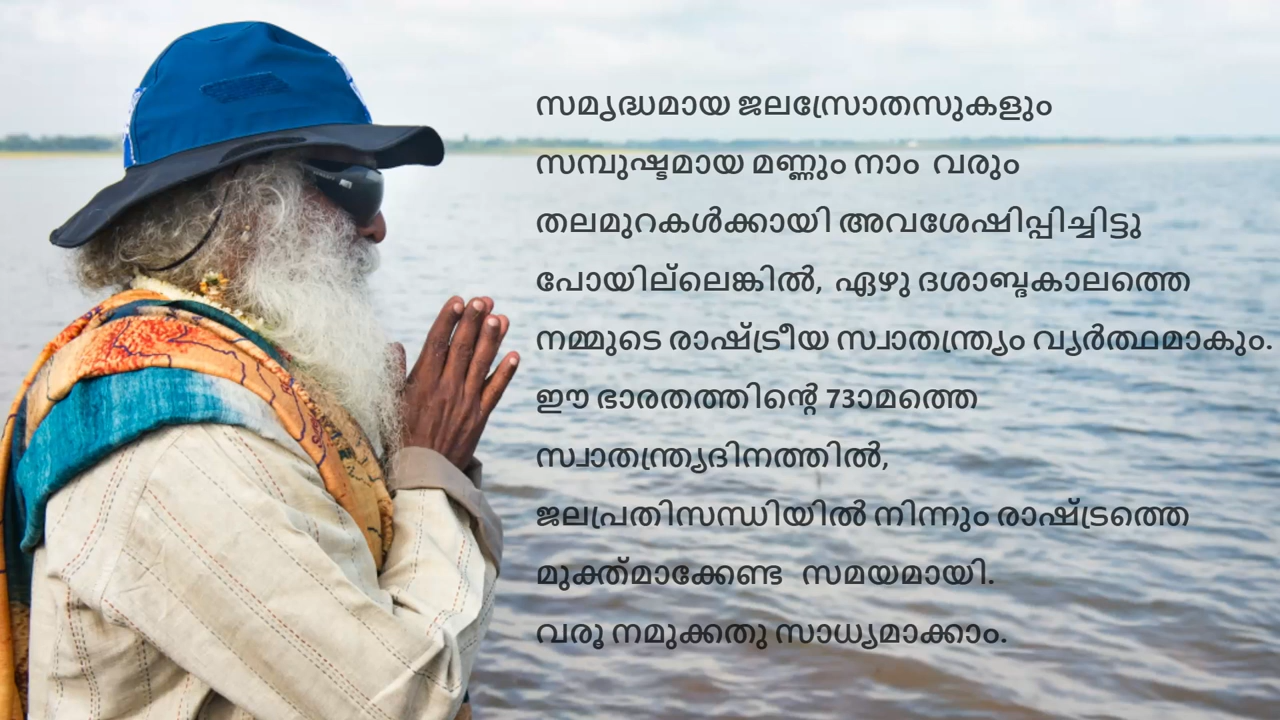 സമൃദ്ധമായ ജലസ്രോതസുകളും
സമ്പുഷ്ടമായ മണ്ണും നാം വരും
തലമുറകൾക്കായി അവശേഷിപ്പിച്ചിട്ടു
പോയില്ലെങ്കിൽ, ഏഴു ദശാബ്ദകാലത്തെ
നമ്മുടെ രാഷ്ട്രീയ സ്വാതന്ത്ര്യം വ്യർത്ഥമാകും.
ഈ ഭാരതത്തിന്റെ 73ാമത്തെ
സ്വാതന്ത്ര്യദിനത്തിൽ,
ജലപ്രതിസന്ധിയിൽ നിന്നും രാഷ്ട്രത്തെ
മുക്ത്മാക്കേണ്ട സമയമായി.
വരൂ നമുക്കതു സാധ്യമാക്കാം.